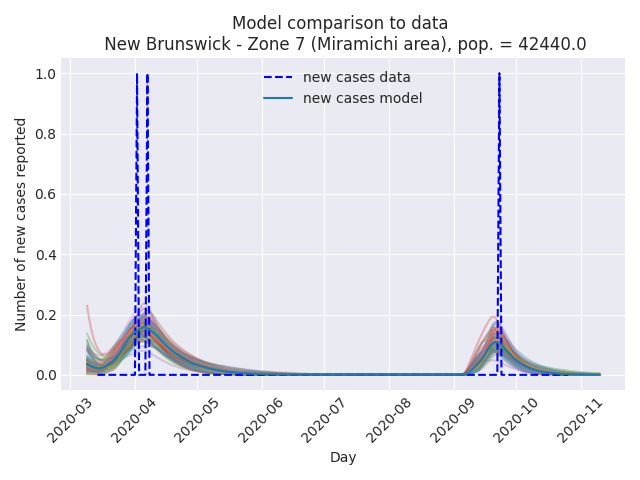 Model comparison to data
New Brunswick - Zone 7 (Miramichi area), pop. = 42440.0
new cases data
new cases model
Number of new cases reported
1.0
0.8
0.6
0.4
0.2
0.0
2020-03
2020-04
2020-05
2020-06
2020-07
2020-08
2020-09
2020-10
2020-11
Day